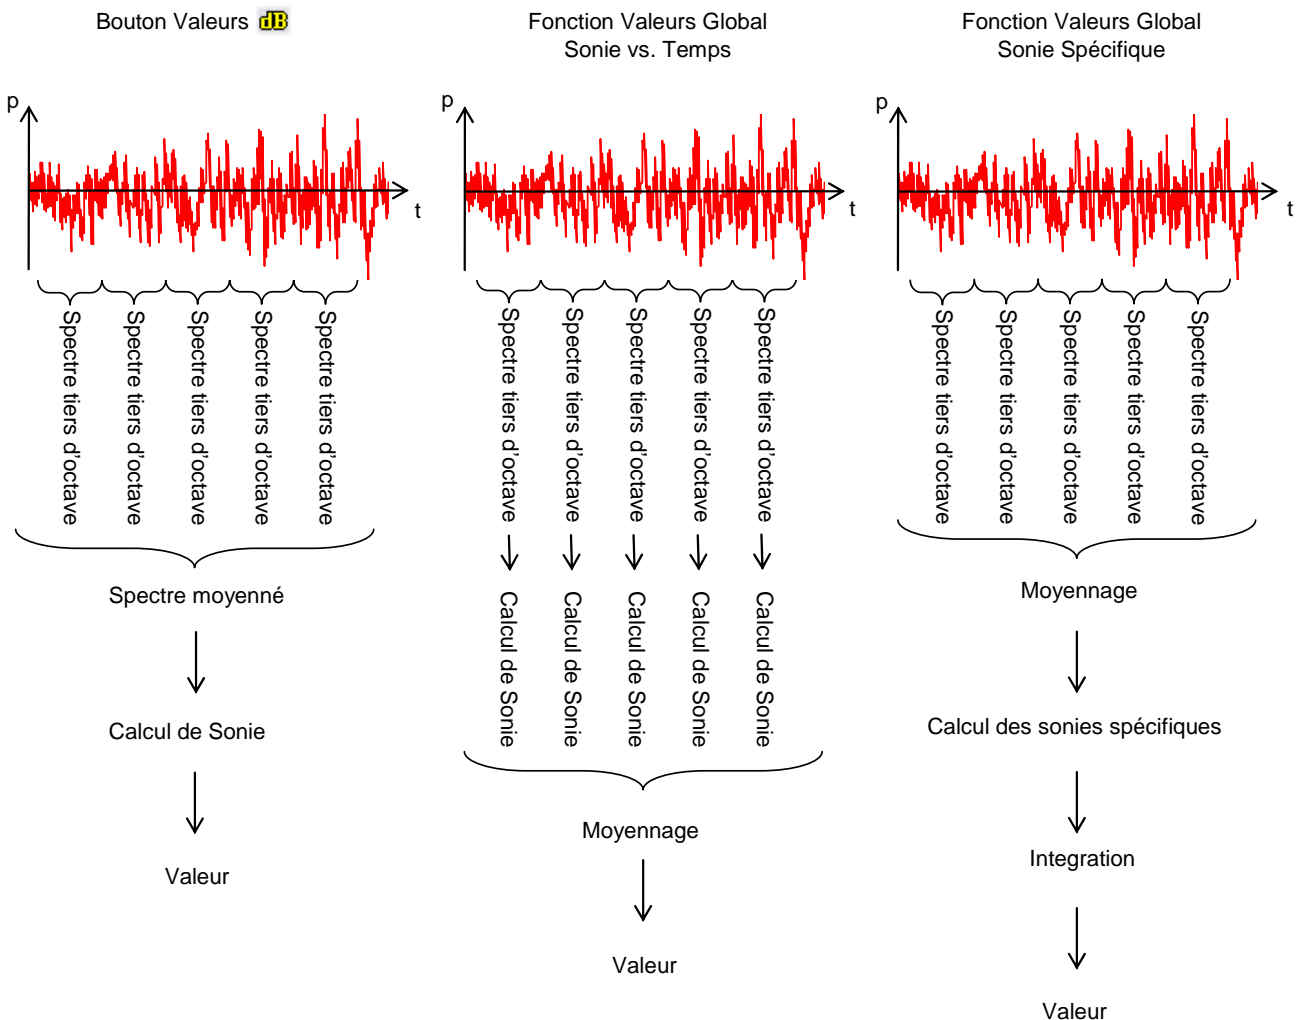 Bouton Valeurs dB
p
t
Spectre tiers d'octave
Spectre tiers d'octave
Spectre tiers d'octave
Spectre tiers d'octave
Spectre tiers d'octave
Spectre moyenné
Calcul de Sonie
Valeur
Fonction Valeurs Global
Sonie vs. Temps
p
t
Spectre tiers d'octave
Spectre tiers d'octave
Spectre tiers d'octave
Spectre tiers d'octave
Spectre tiers d'octave
Calcul de Sonie
Calcul de Sonie
Calcul de Sonie
Calcul de Sonie
Calcul de Sonie
Moyennage
Valeur
Fonction Valeurs Global
Sonie Spécifique
p
t
Spectre tiers d'octave
Spectre tiers d'octave
Spectre tiers d'octave
Spectre tiers d'octave
Spectre tiers d'octave
Moyennage
Calcul des sonies spécifiques
Integration
Valeur